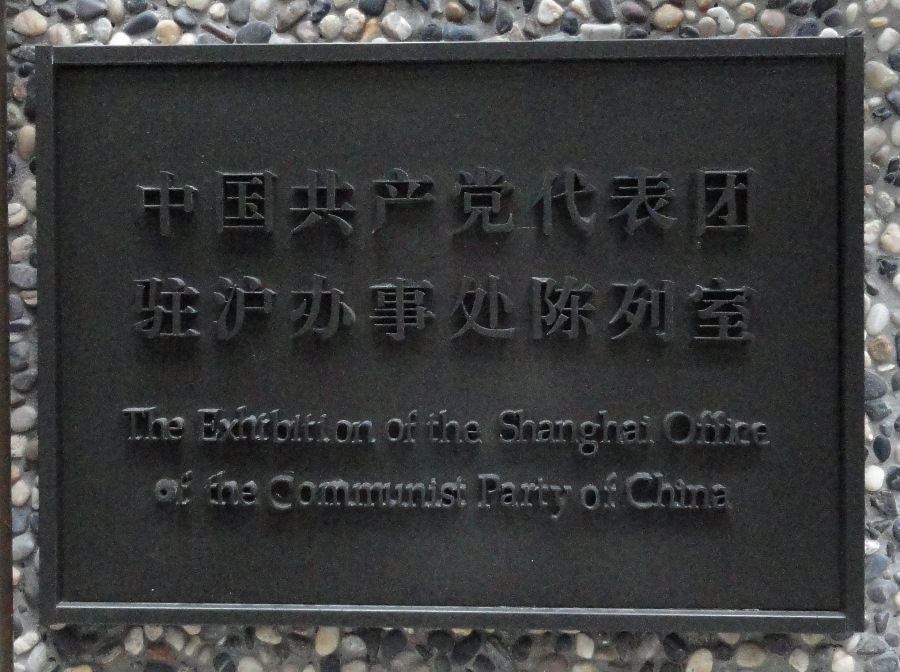 中国共产党代表团
驻沪办事处陈列室
The Exhibition of the Shanghai Office
of the Communist Party of China